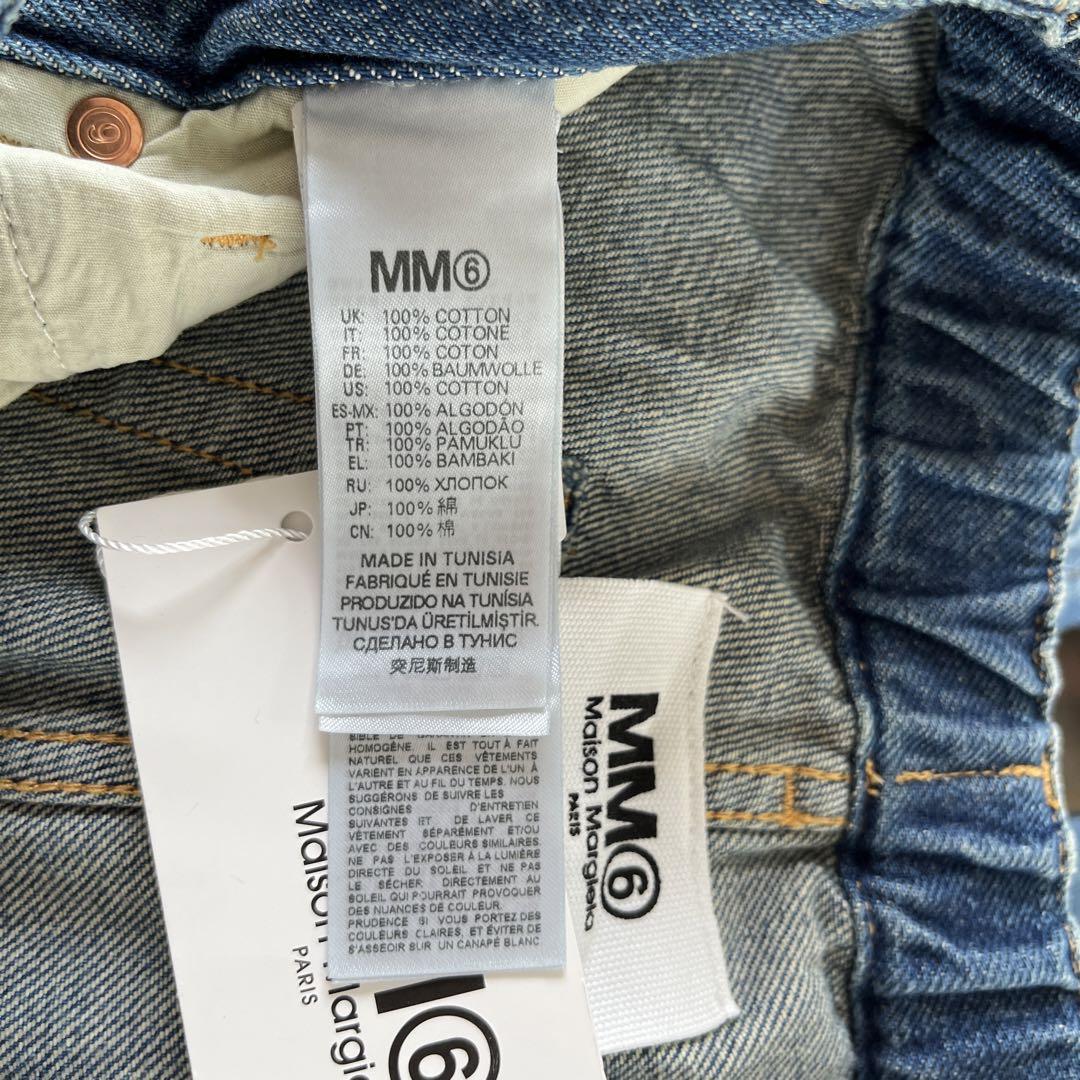 6
MM6
UK: 100% COTTON
IT: 100% COTONE
FR: 100% COTON
DE: 100% BAUMWOLLE
US: 100% COTTON
ES-MX: 100% ALGODÓN
PT: 100% ALGODÃO
TR: 100% PAMUKLU
EL: 100% BAMBAKI
RU: 100% ХЛОПОК
JP: 100% 綿
CN: 100% 棉
MADE IN TUNISIA
FABRIQUÉ EN TUNISIE
PRODUZIDO NA TUNÍSIA
TUNUS'DA ÜRETİLMİŞTİR.
СДЕЛАНО В ТУНИС
突尼斯制造
HOMOGÈNE. IL EST TOUT À FAIT
NATUREL QUE CES VÊTEMENTS
VARIENT EN APPARENCE DE L'UN À
L'AUTRE ET AU FIL DU TEMPS. NOUS
SUGGÉRONS DE SUIVRE LES
CONSIGNES D'ENTRETIEN
SUIVANTES ET DE LAVER CE
VÊTEMENT SÉPARÉMENT ET/OU
AVEC DES COULEURS SIMILAIRES.
NE PAS L'EXPOSER À LA LUMIÈRE
DIRECTE DU SOLEIL ET NE PAS
LE SÉCHER DIRECTEMENT AU
SOLEIL QUI POURRAIT PROVOQUER
DES NUANCES DE COULEUR.
PRUDENCE SI VOUS PORTEZ DES
COULEURS CLAIRES, ET ÉVITER DE
S'ASSEOIR SUR UN CANAPÉ BLANC
MM6
Maison Margiela
PARIS
Maison Margie
PARIS
6